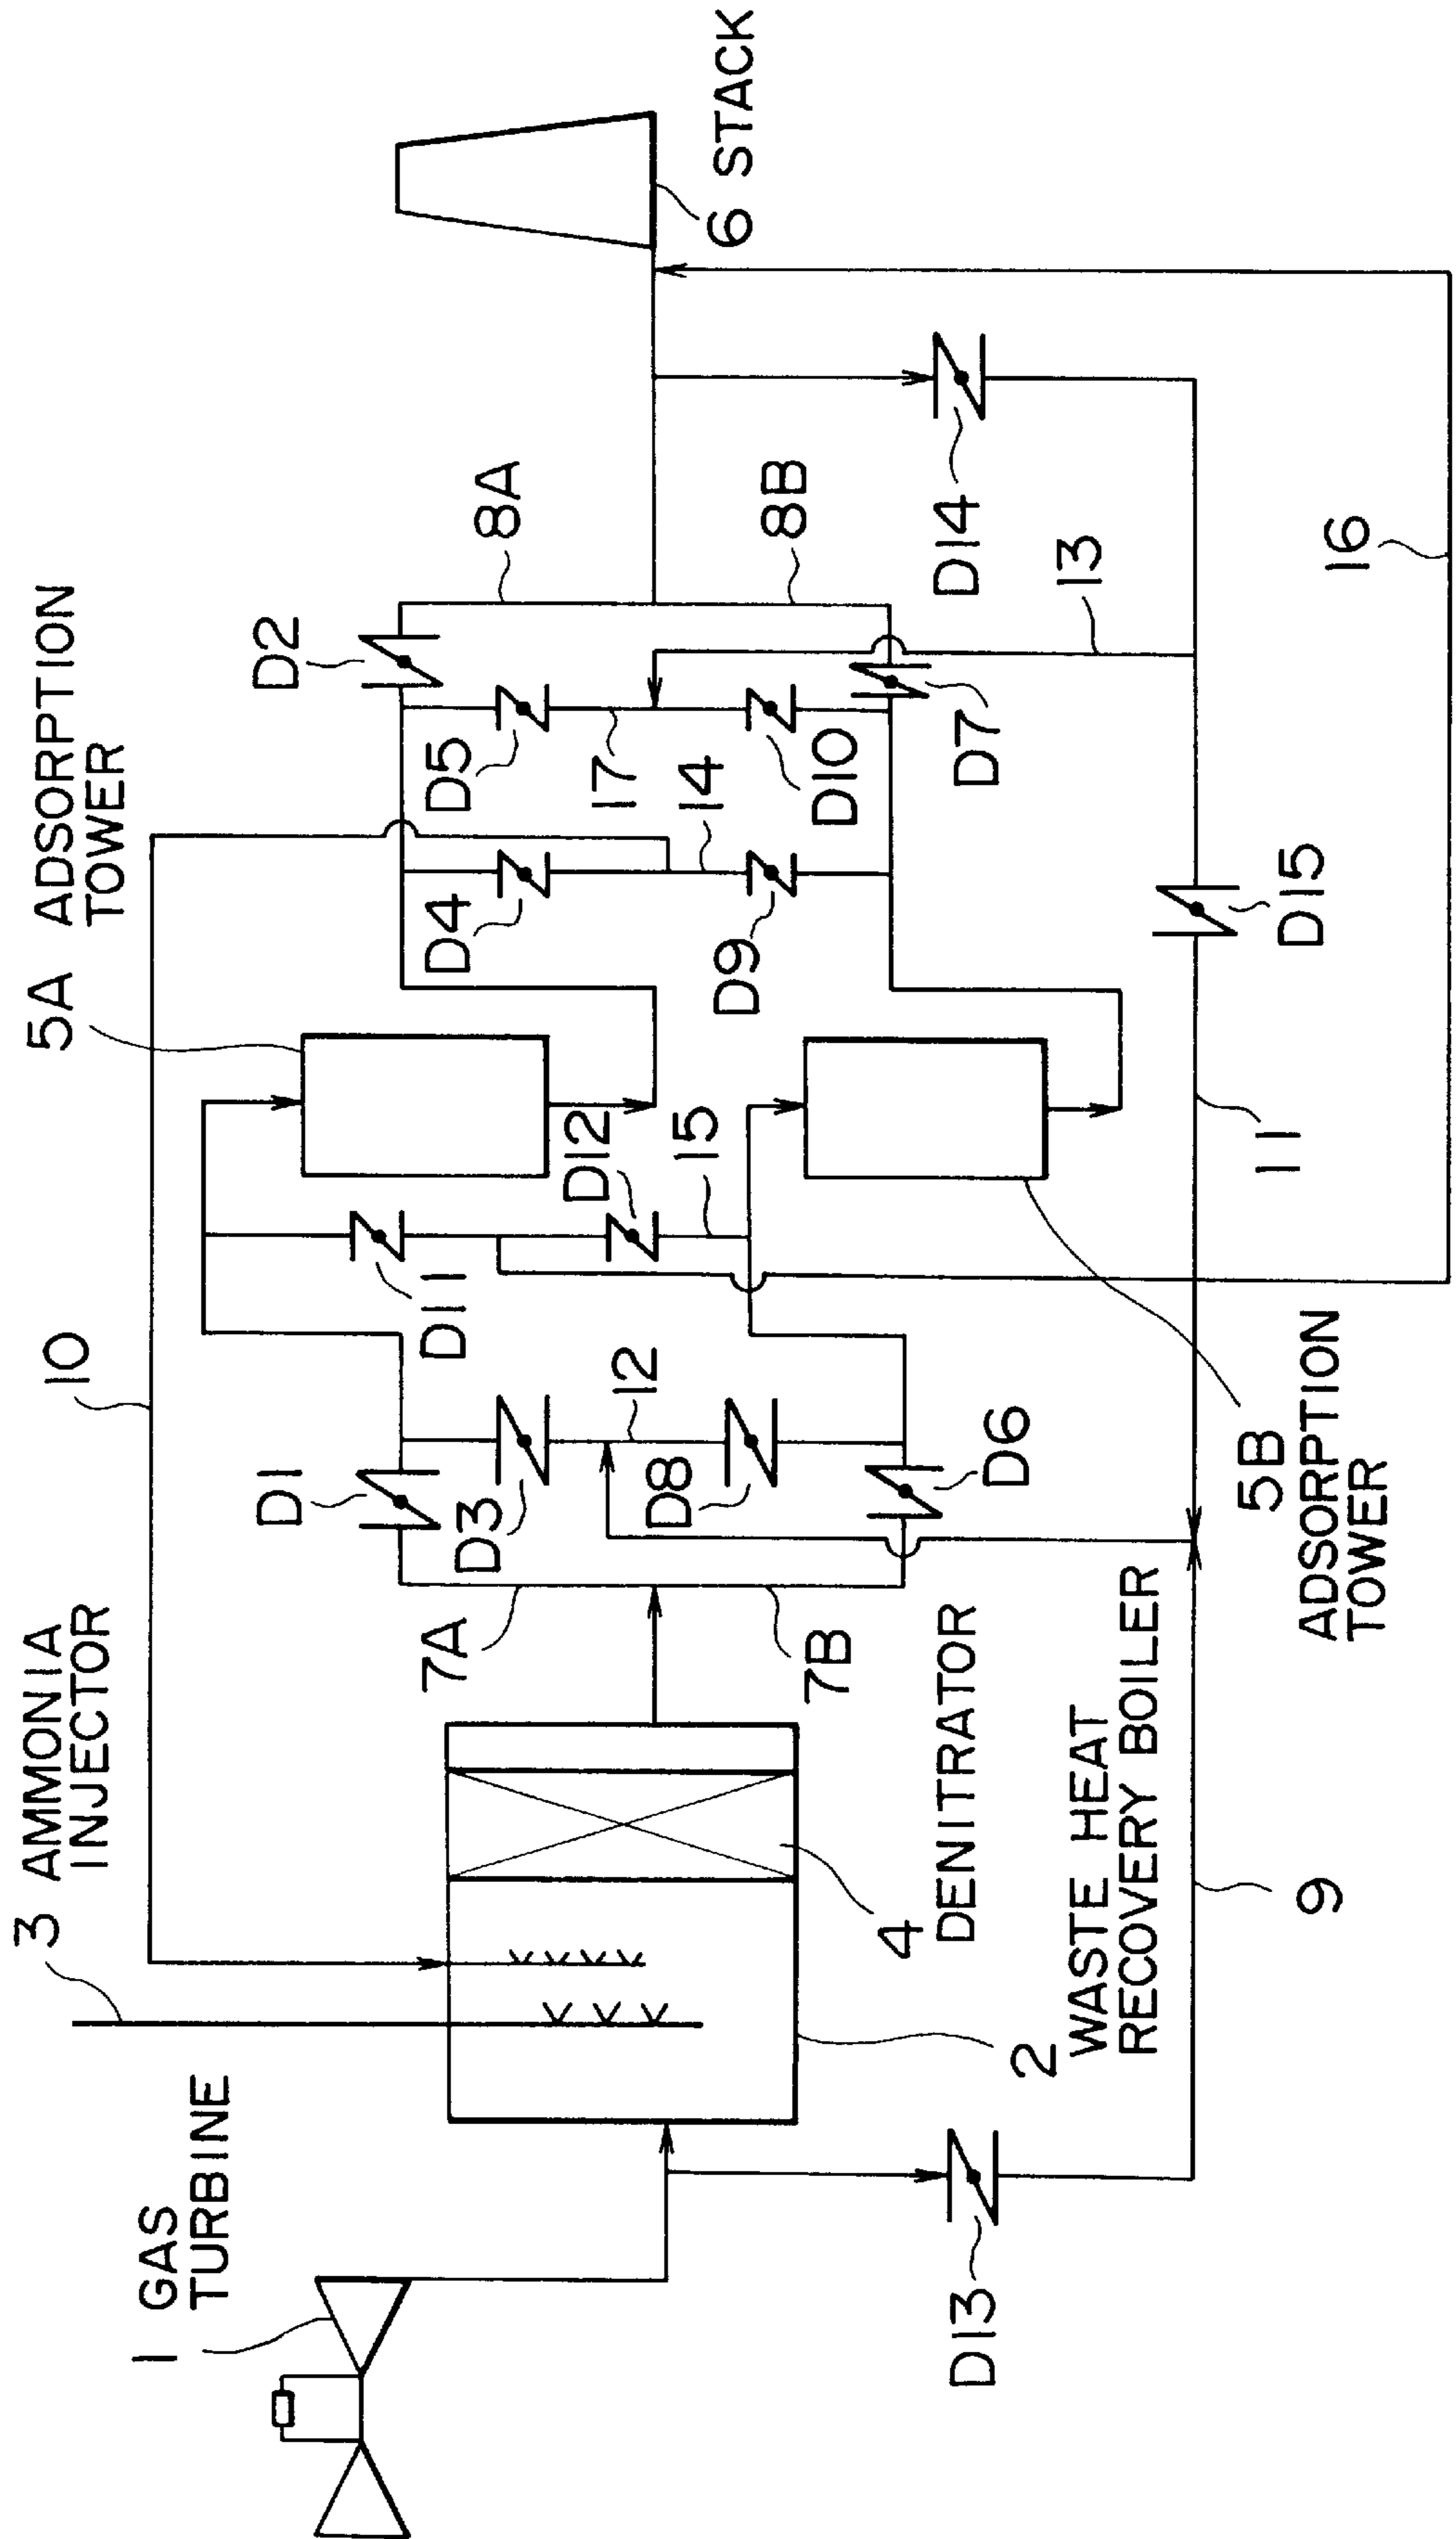 1 GAS
TURBINE
3 AMMONIA
INJECTOR
10
5A ADSORPTION
TOWER
D1
D11
D2
D3
7A
12
D12
15
D4
D5
17
14
8A
8B
6 STACK
7B
D8
D6
D9
D10
D7
D14
13
4
DENITRATOR
2
WASTE HEAT
RECOVERY BOILER
D13
9
5B
ADSORPTION
TOWER
11
D15
16